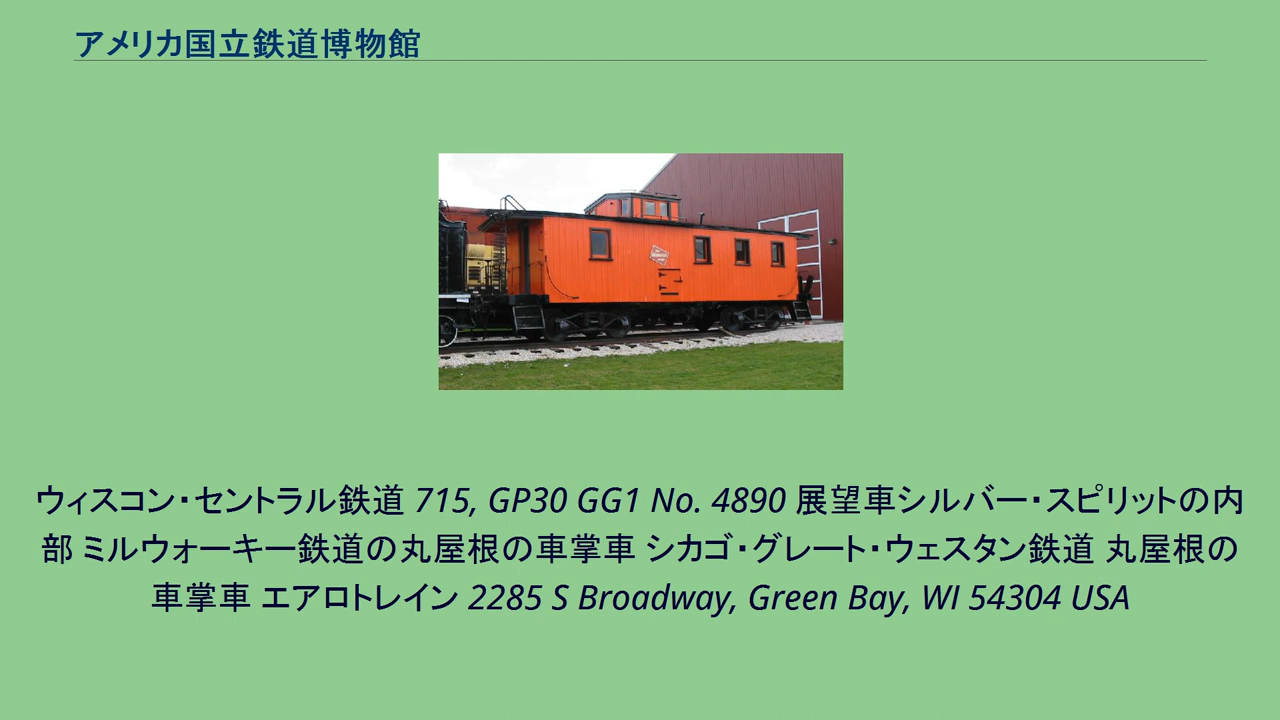 アメリカ国立鉄道博物館
ウィスコン・セントラル鉄道 715, GP30 GG1 No. 4890 展望車シルバー・スピリットの内
部 ミルウォーキー鉄道の丸屋根の車掌車 シカゴ・グレート・ウェスタン鉄道 丸屋根の
車掌車 エアロトレイン 2285 S Broadway, Green Bay, WI 54304 USA